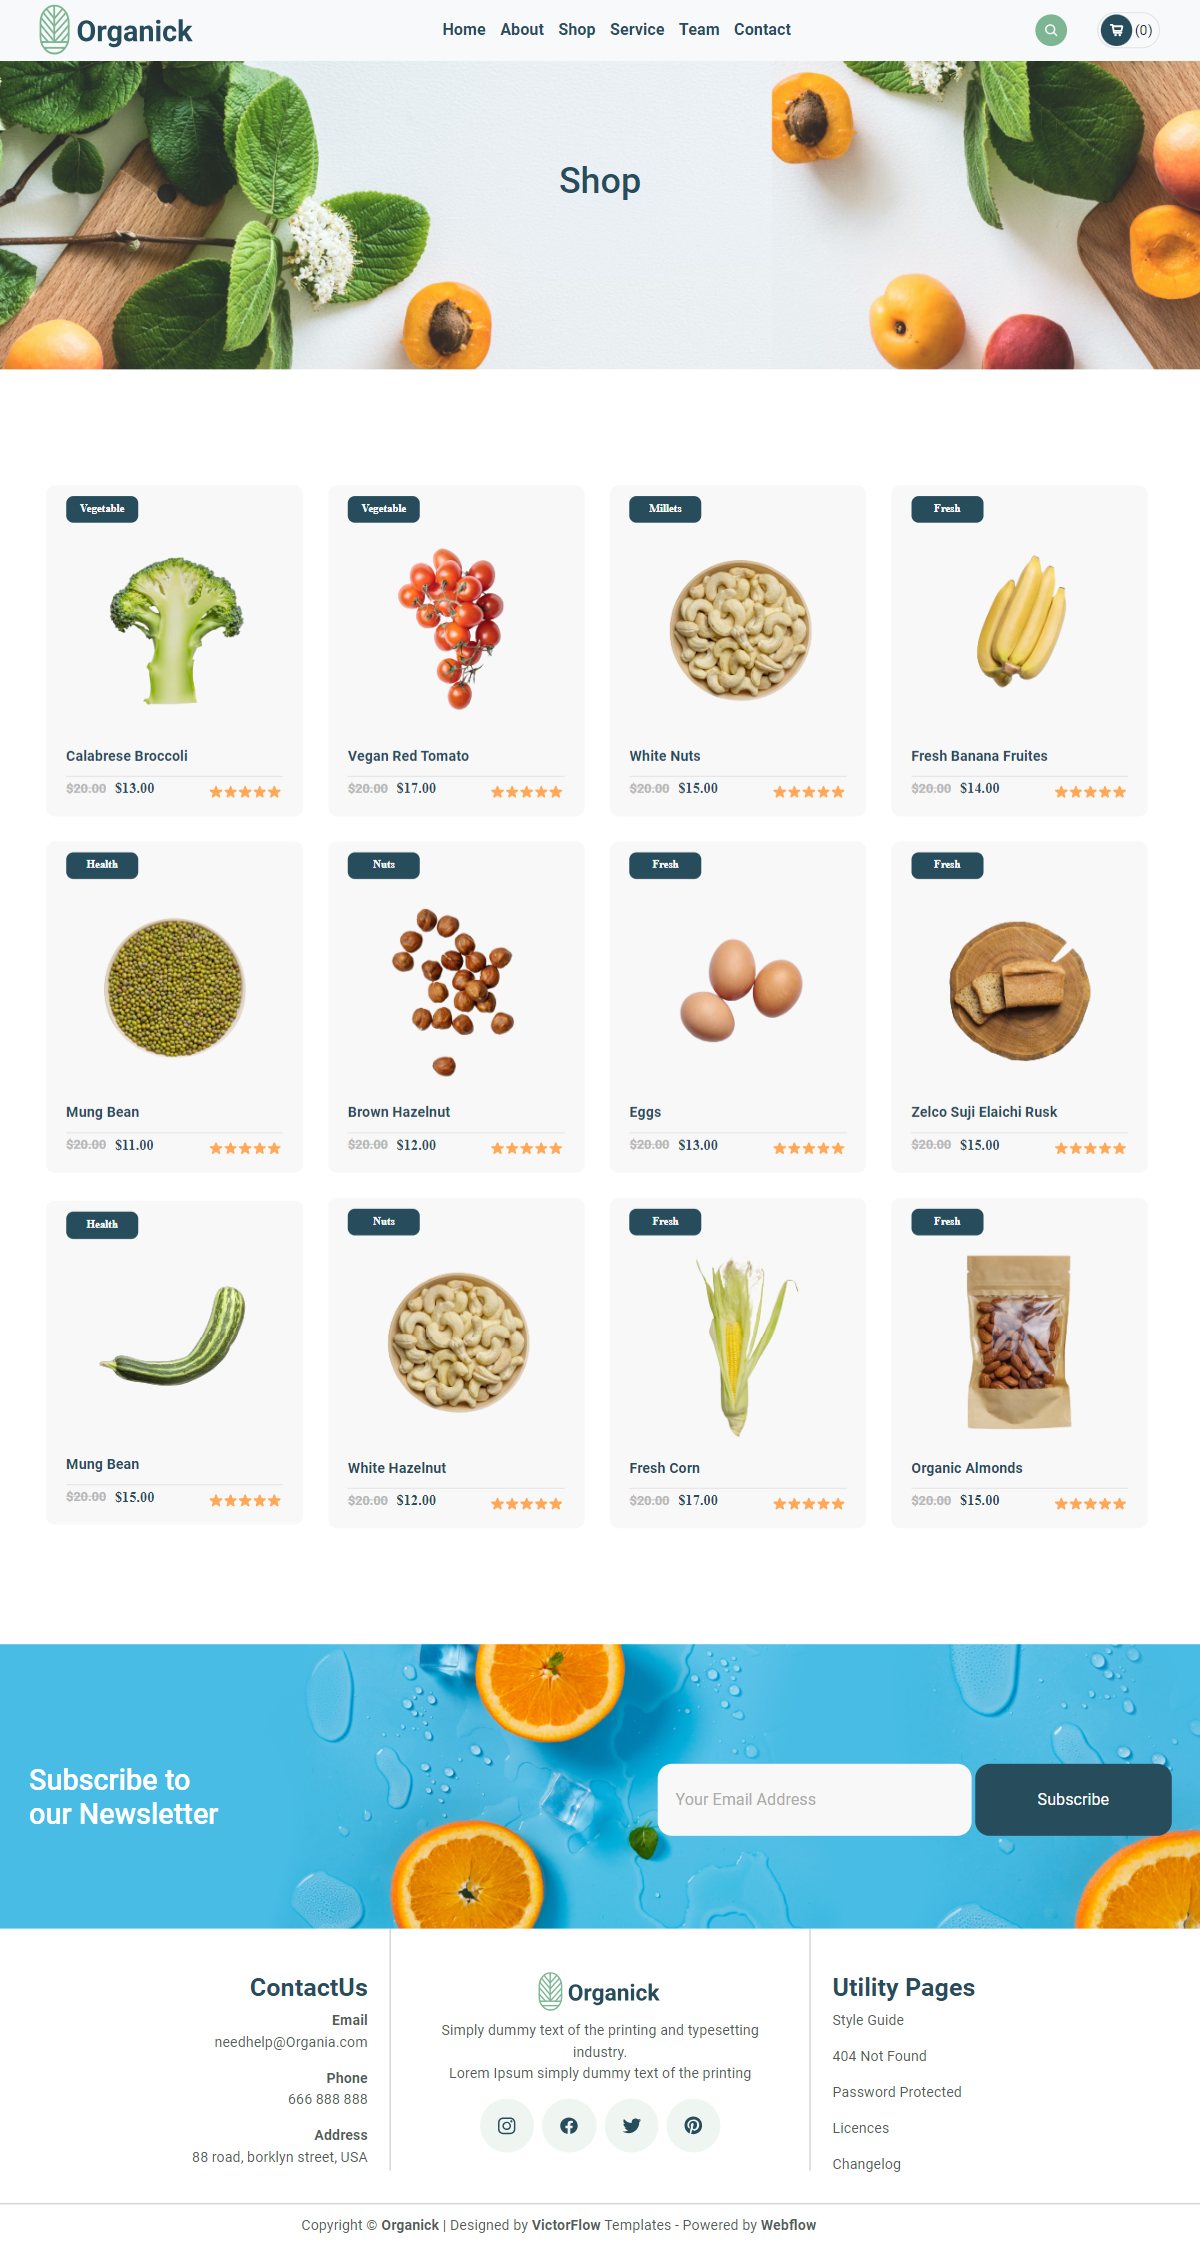 Organick
Home About Shop Service Team Contact
(0)
Shop
Vegetable
Calabrese Broccoli
$20.00 $13.00
Vegetable
Vegan Red Tomato
$20.00 $17.00
Millets
White Nuts
$20.00 $15.00
Fresh
Fresh Banana Fruites
$20.00 $14.00
Health
Mung Bean
$20.00 $11.00
Nuts
Brown Hazelnut
$20.00 $12.00
Fresh
Eggs
$20.00 $13.00
Fresh
Zelco Suji Elaichi Rusk
$20.00 $15.00
Health
Mung Bean
$20.00 $15.00
Nuts
White Hazelnut
$20.00 $12.00
Fresh
Fresh Corn
$20.00 $17.00
Fresh
Organic Almonds
$20.00 $15.00
Subscribe to
our Newsletter
Your Email Address
Subscribe
ContactUs
Email
needhelp@Organia.com
Phone
666 888 888
Address
88 road, borklyn street, USA
Organick
Simply dummy text of the printing and typesetting
industry.
Lorem Ipsum simply dummy text of the printing
Utility Pages
Style Guide
404 Not Found
Password Protected
Licences
Changelog
Copyright © Organick | Designed by VictorFlow Templates - Powered by Webflow